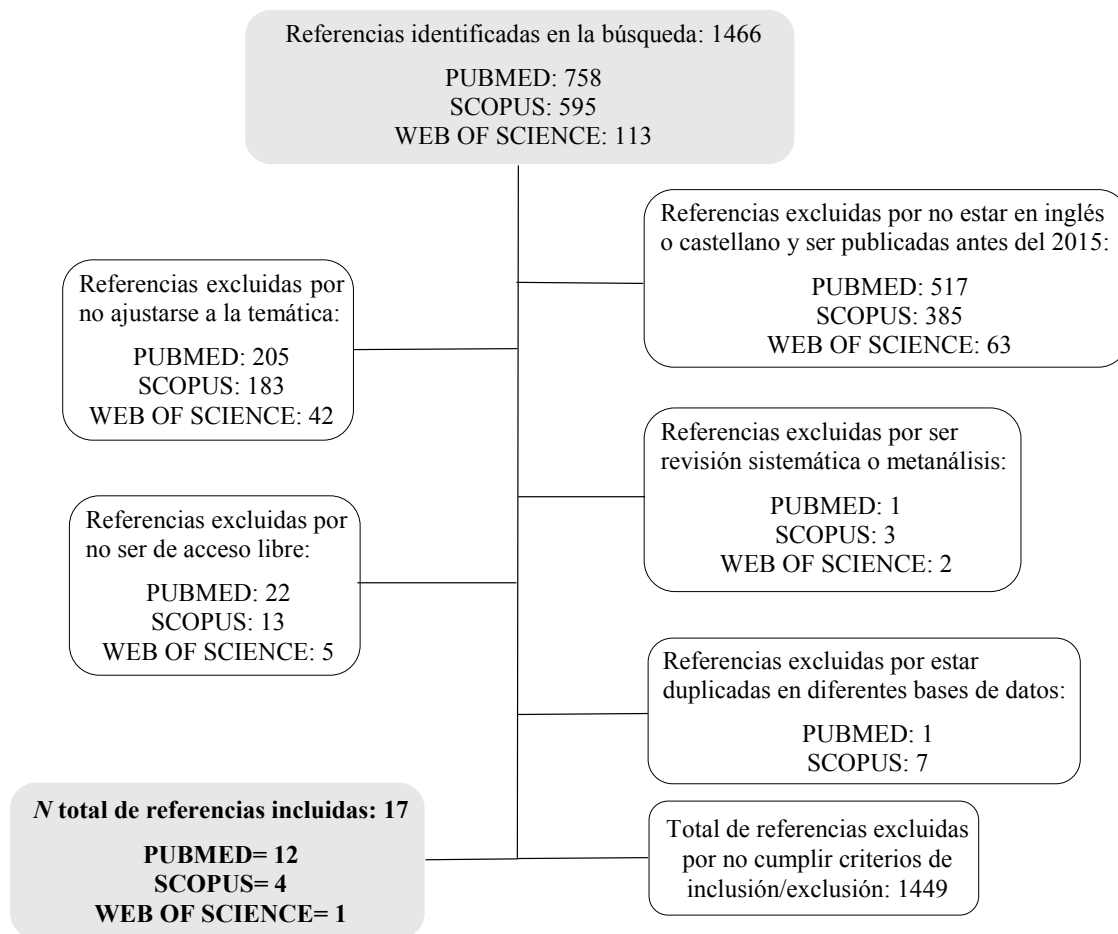 Referencias identificadas en la búsqueda: 1466
PUBMED: 758
SCOPUS: 595
WEB OF SCIENCE: 113
Referencias excluidas por no estar en inglés
o castellano y ser publicadas antes del 2015:
PUBMED: 517
SCOPUS: 385
WEB OF SCIENCE: 63
Referencias excluidas por
no ajustarse a la temática:
PUBMED: 205
SCOPUS: 183
WEB OF SCIENCE: 42
Referencias excluidas por ser
revisión sistemática o metanálisis:
PUBMED: 1
SCOPUS: 3
WEB OF SCIENCE: 2
Referencias excluidas por
no ser de acceso libre:
PUBMED: 22
SCOPUS: 13
WEB OF SCIENCE: 5
Referencias excluidas por estar
duplicadas en diferentes bases de datos:
PUBMED: 1
SCOPUS: 7
N total de referencias incluidas: 17
PUBMED= 12
SCOPUS= 4
WEB OF SCIENCE= 1
Total de referencias excluidas
por no cumplir criterios de
inclusión/exclusión: 1449